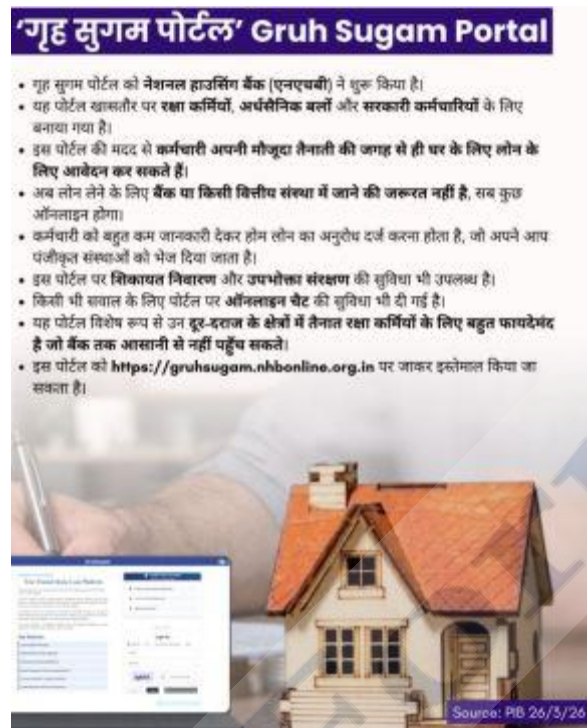 ‘गृह सुगम पोर्टल’ Gruh Sugam Portal
• गृह सुगम पोर्टल को नेशनल हाउसिंग बैंक (एनएचबी) ने शुरू किया है।
• यह पोर्टल खासतौर पर रक्षा कर्मियों, अर्धसैनिक बलों और सरकारी कर्मचारियों के लिए
बनाया गया है।
• इस पोर्टल की मदद से कर्मचारी अपनी मौजूदा तैनाती की जगह से ही घर के लिए लोन के
लिए आवेदन कर सकते हैं।
• अब लोन लेने के लिए बैंक या किसी वित्तीय संस्था में जाने की जरूरत नहीं है, सब कुछ
ऑनलाइन होगा।
• कर्मचारी को बहुत कम जानकारी देकर होम लोन का अनुरोध दर्ज करना होता है, जो अपने आप
पंजीकृत संस्थाओं को भेज दिया जाता है।
• इस पोर्टल पर शिकायत निवारण और उपभोक्ता संरक्षण की सुविधा भी उपलब्ध है।
• किसी भी सवाल के लिए पोर्टल पर ऑनलाइन चैट की सुविधा भी दी गई है।
• यह पोर्टल विशेष रूप से उन दूर-दराज के क्षेत्रों में तैनात रक्षा कर्मियों के लिए बहुत फायदेमंद
है जो बैंक तक आसानी से नहीं पहुँच सकते।
• इस पोर्टल को https://gruhsugam.nhbonline.org.in पर जाकर इस्तेमाल किया जा
सकता है।
Source: PIB 26/3/26